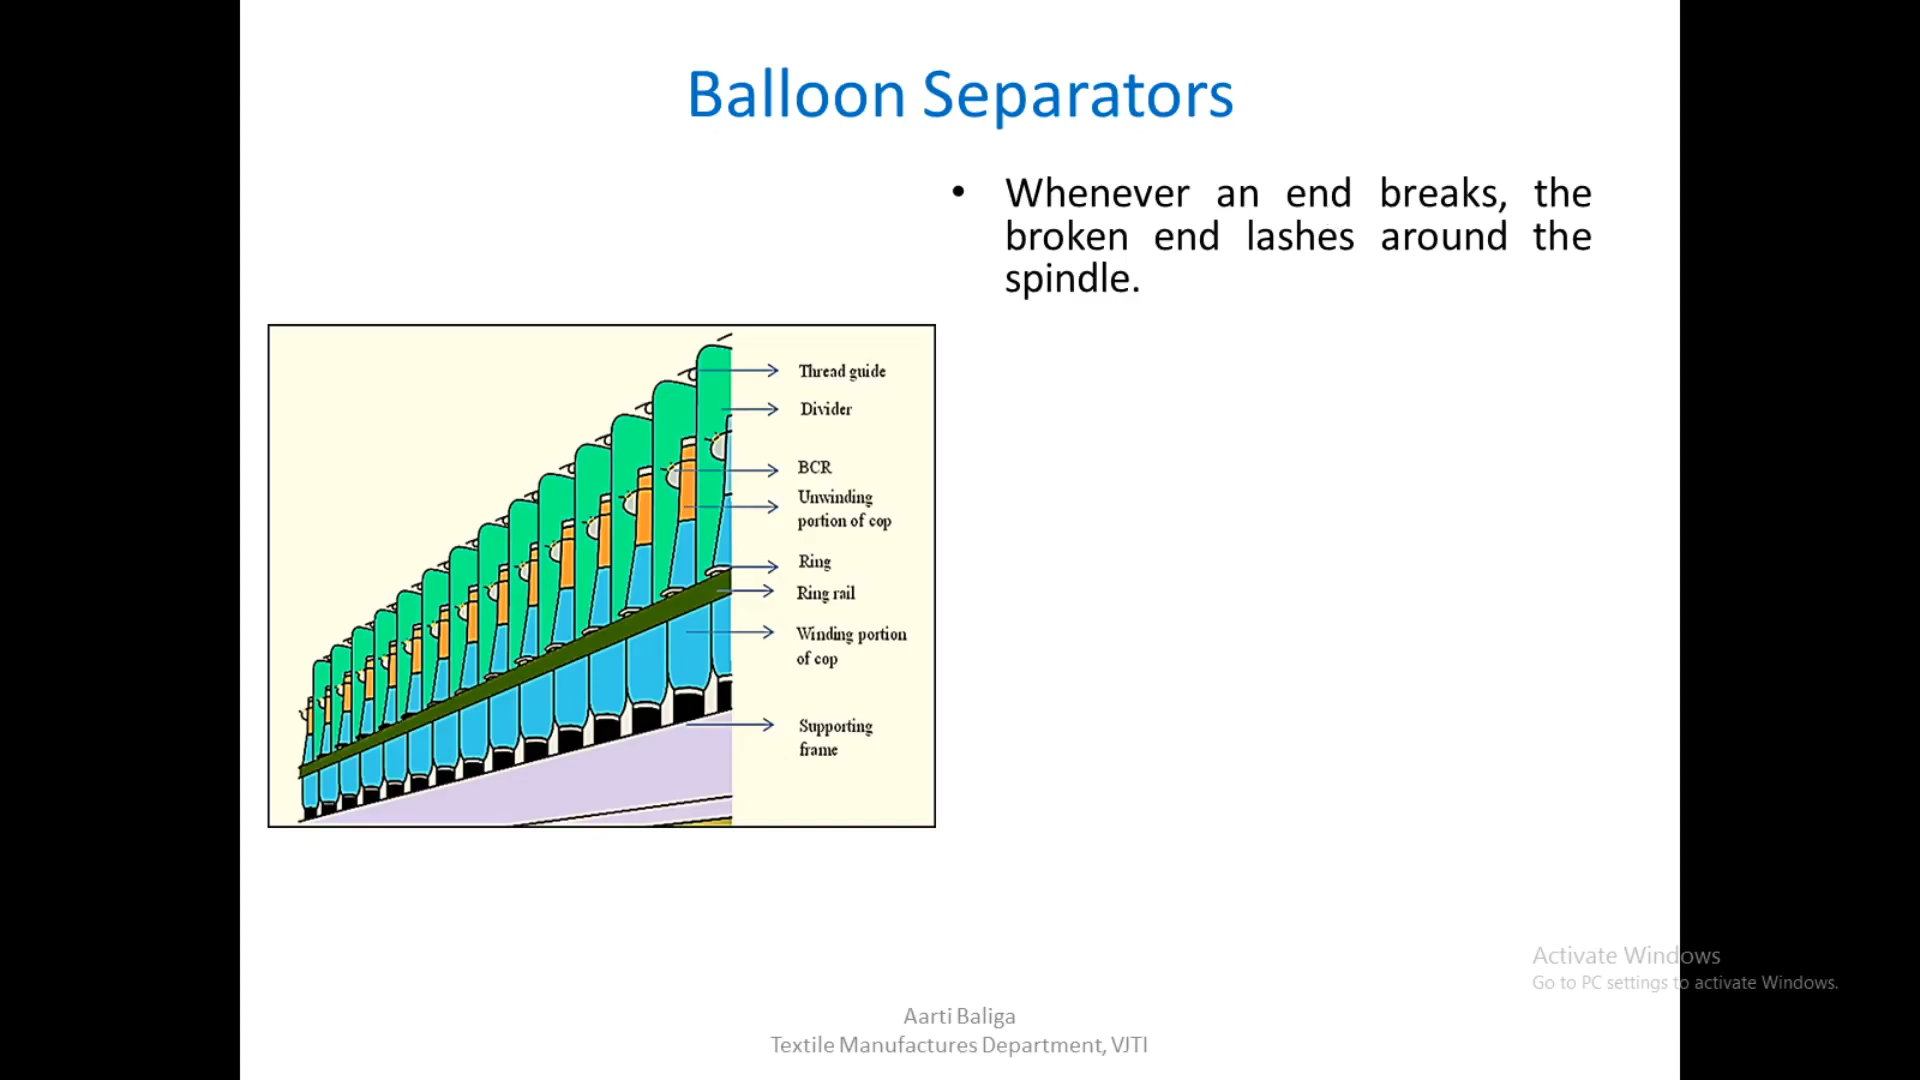 Balloon Separators
• Whenever an end breaks, the
broken end lashes around the
spindle.
Thread guide
Divider
BCR
Unwinding
portion of cop
Ring
Ring rail
Winding portion
of cop
Supporting
frame
Activate Windows
Go to PC settings to activate Windows.
Aarti Baliga
Textile Manufactures Department, VJTI